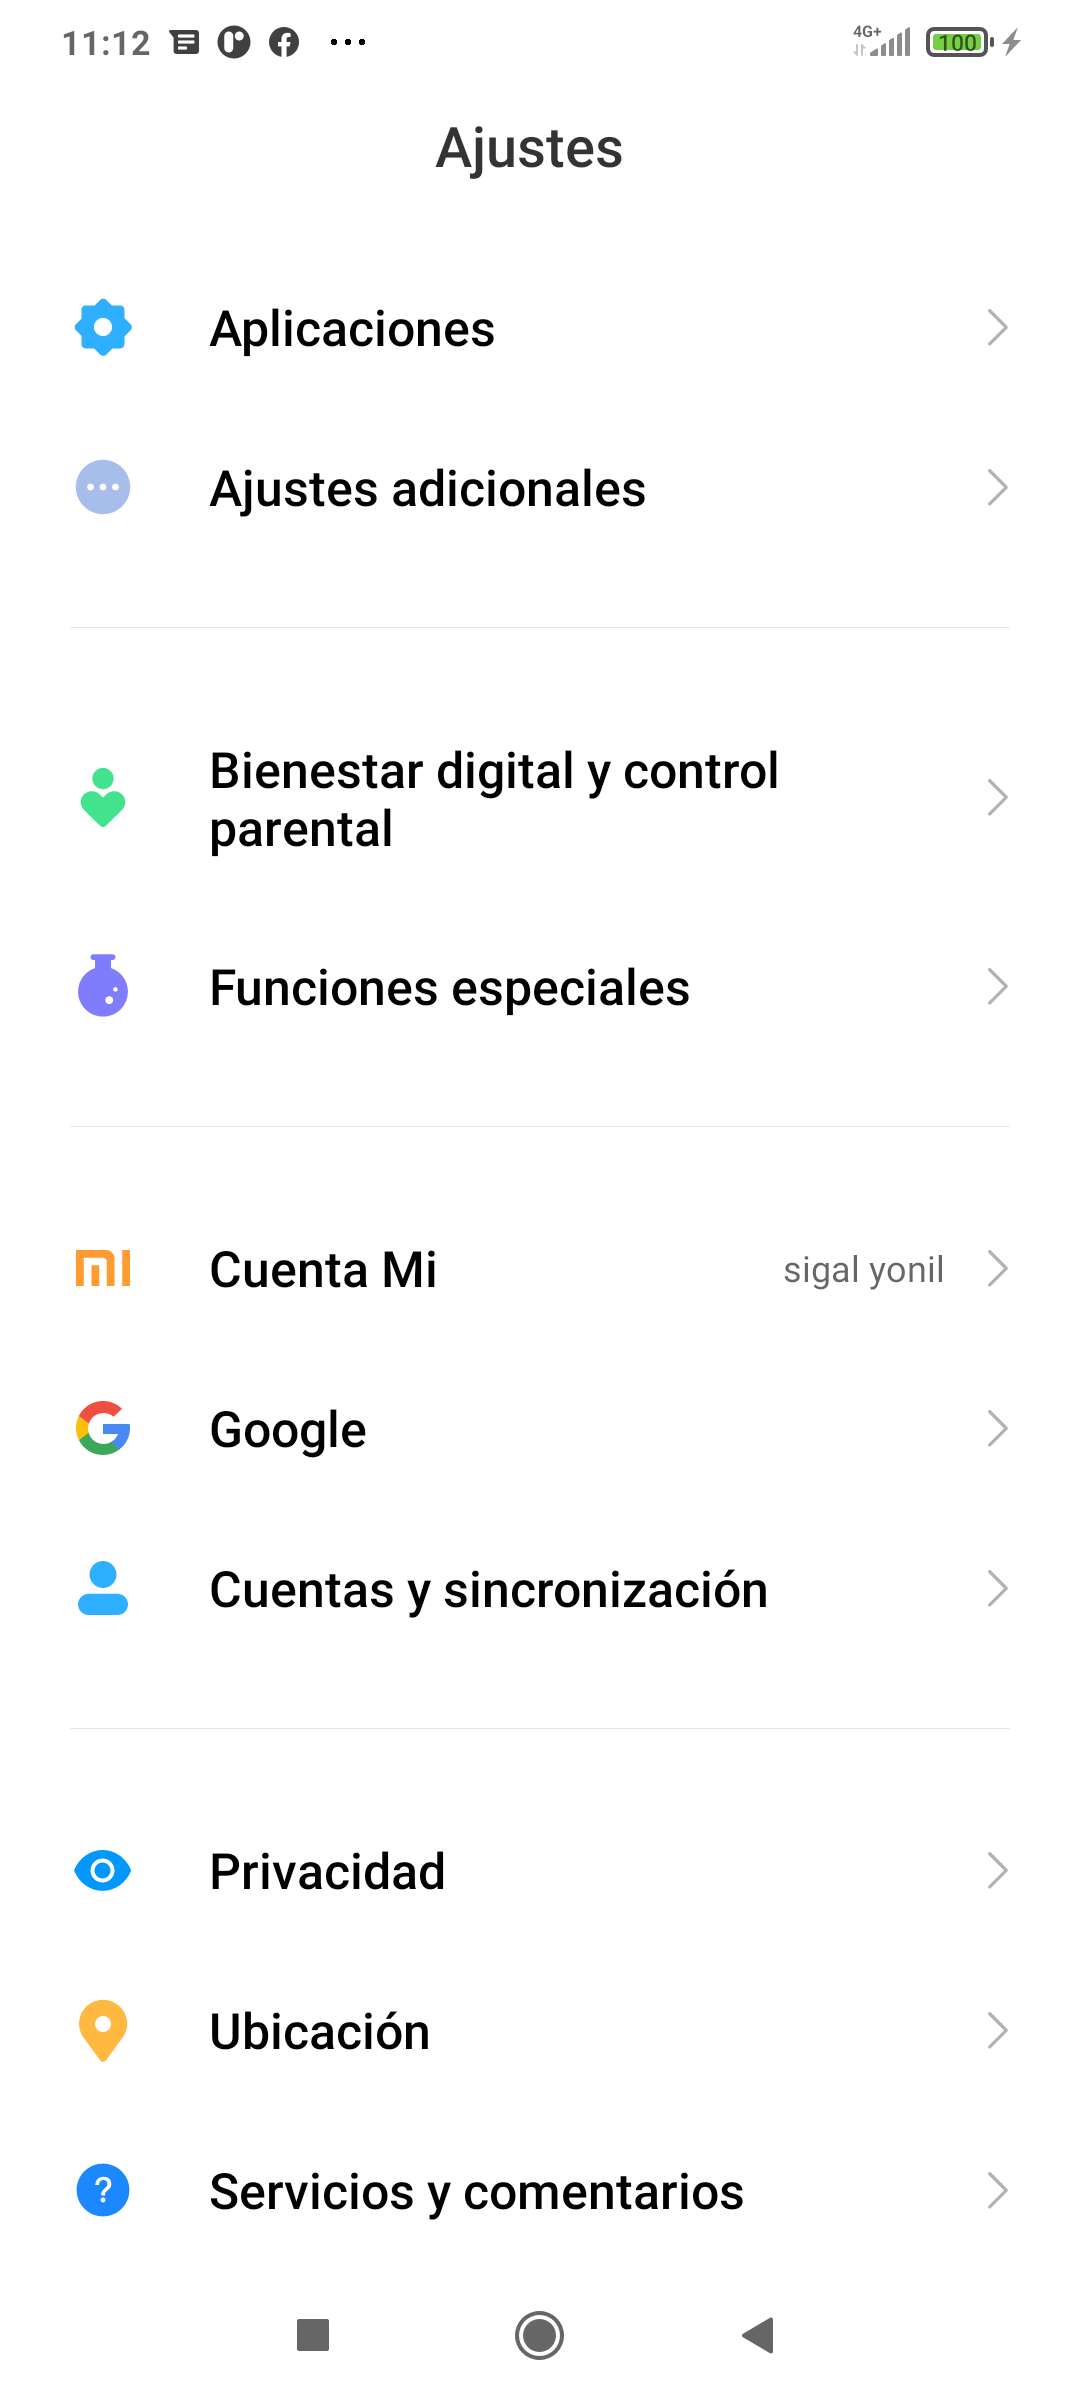 11:12 4G+ 100
Ajustes
Aplicaciones
Ajustes adicionales
Bienestar digital y control
parental
Funciones especiales
Cuenta Mi sigal yonil
Google
Cuentas y sincronización
Privacidad
Ubicación
Servicios y comentarios